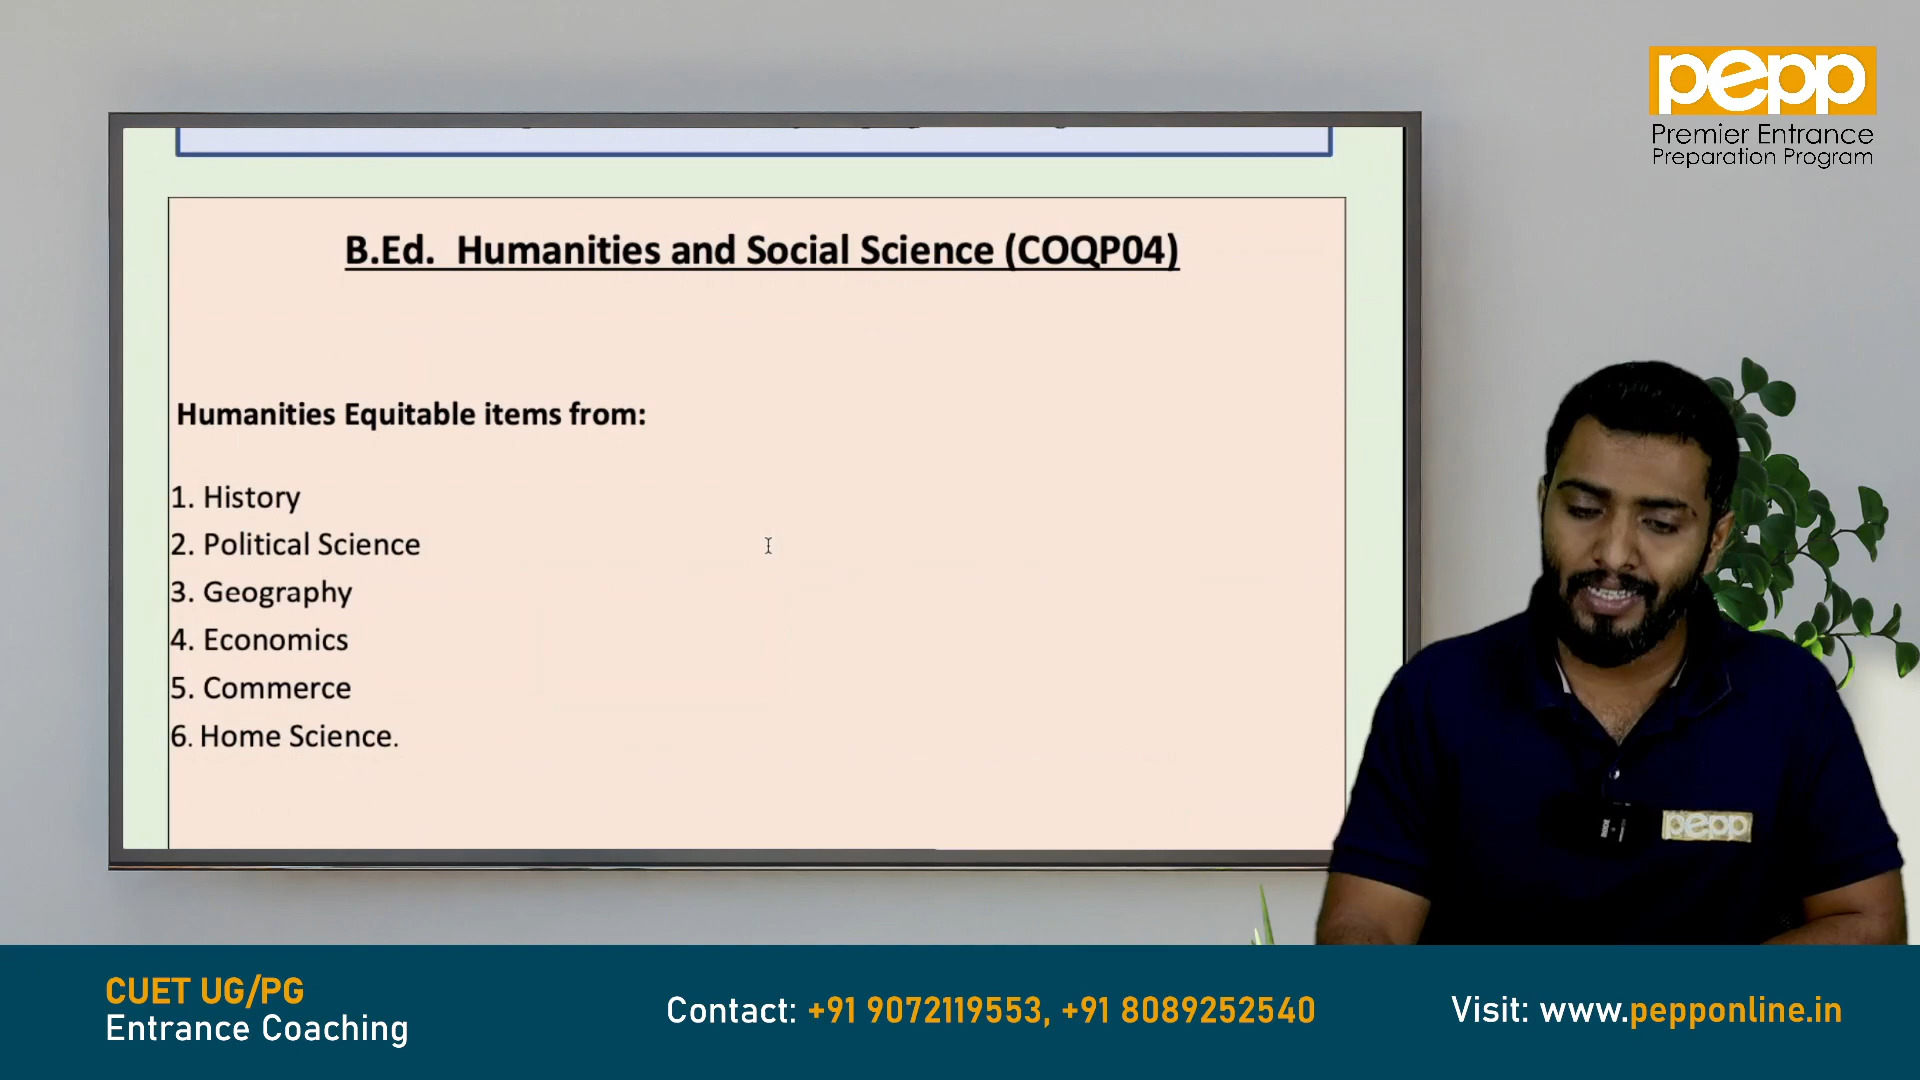 pepp
Premier Entrance
Preparation Program
B.Ed. Humanities and Social Science (COQP04)
Humanities Equitable items from:
1. History
2. Political Science
3. Geography
4. Economics
5. Commerce
6. Home Science.
pepp
CUET UG/PG
Entrance Coaching
Contact: +91 9072119553, +91 8089252540
Visit: www.pepponline.in